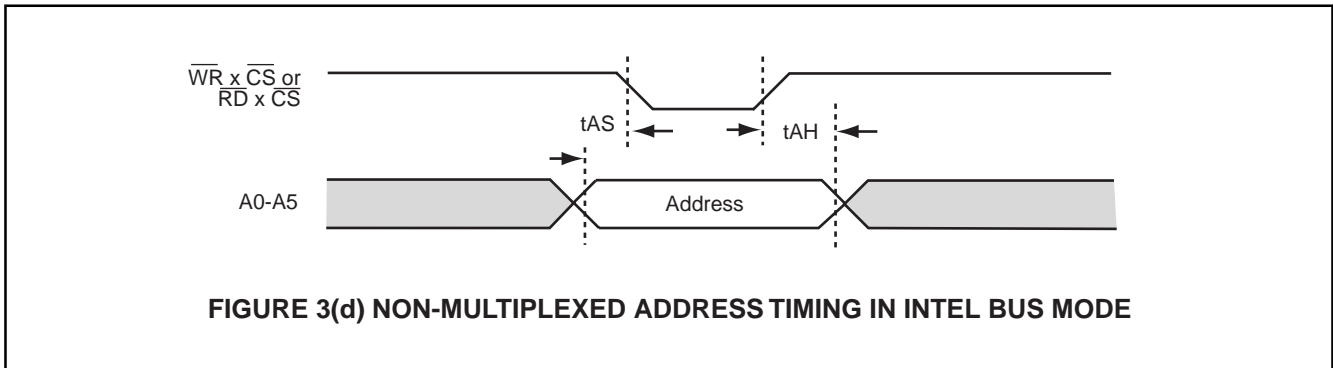 WR x CS or
RD x CS
tAS
tAH
A0-A5
Address
FIGURE 3(d) NON-MULTIPLEXED ADDRESS TIMING IN INTEL BUS MODE